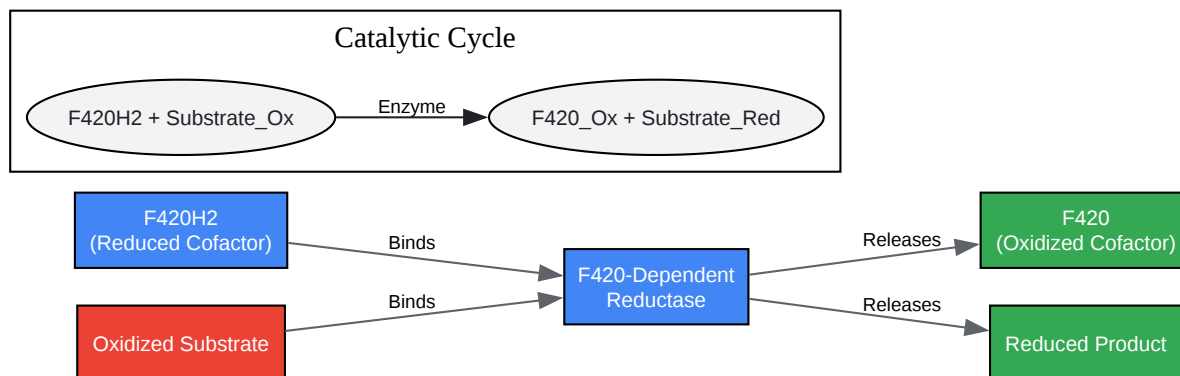 Catalytic Cycle
F420H2 + Substrate_Ox
Enzyme
F420_Ox + Substrate_Red
F420H2
(Reduced Cofactor)
Binds
Oxidized Substrate
Binds
F420-Dependent
Reductase
Releases
F420
(Oxidized Cofactor)
Releases
Reduced Product